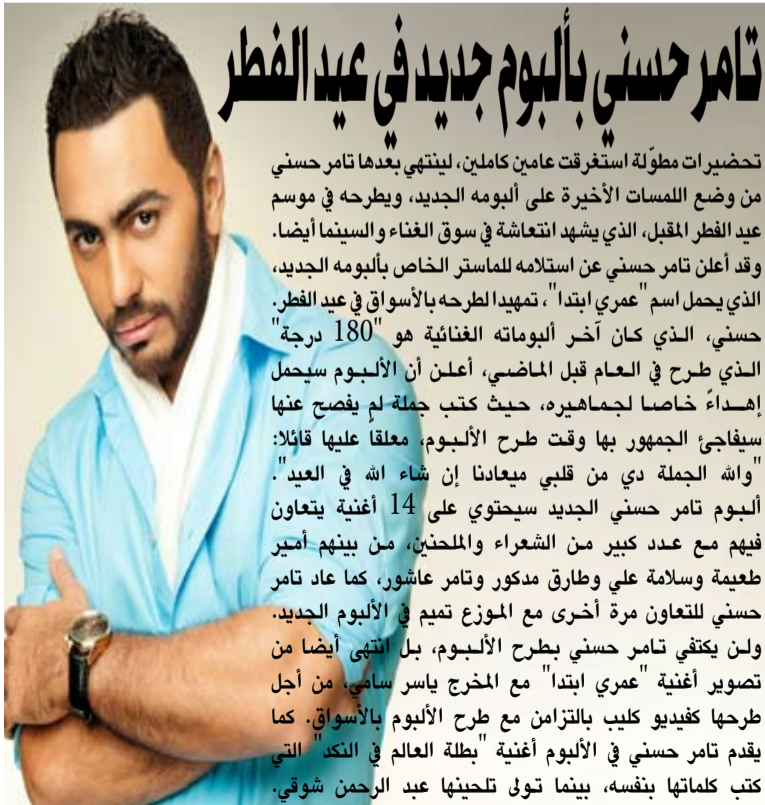 تامر حسني بألبوم جديد في عيد الفطر
تحضيرات مطوّلة استغرقت عامين كاملين، لينتهي بعدها تامر حسني
من وضع اللمسات الأخيرة على ألبومه الجديد، ويطرحه في موسم
عيد الفطر المقبل، الذي يشهد انتعاشة في سوق الغناء والسينما أيضا.
وقد أعلن تامر حسني عن استلامه للماستر الخاص بألبومه الجديد،
الذي يحمل اسم "عمري ابتدا"، تمهيدا لطرحه بالأسواق في عيد الفطر.
حسني، الذي كان آخر ألبوماته الغنائية هو "180 درجة"
الذي طرح في العام قبل الماضي، أعلن أن الألبوم سيحمل
إهداءً خاصا لجماهيره، حيث كتب جملة لم يفصح عنها
سيفاجئ الجمهور بها وقت طرح الألبوم، معلقا عليها قائلا:
"والله الجملة دي من قلبي ميعادنا إن شاء الله في العيد".
ألبوم تامر حسني الجديد سيحتوي على 14 أغنية يتعاون
فيهم مع عدد كبير من الشعراء والملحنين، من بينهم أمير
طعيمة وسلامة علي وطارق مدكور وتامر عاشور، كما عاد تامر
حسني للتعاون مرة أخرى مع الموزع تميم في الألبوم الجديد.
ولن يكتفي تامر حسني بطرح الألبوم، بل انتهى أيضا من
تصوير أغنية "عمري ابتدا" مع المخرج ياسر سامي، من أجل
طرحها كفيديو كليب بالتزامن مع طرح الألبوم بالأسواق. كما
يقدم تامر حسني في الألبوم أغنية "بطلة العالم في النكد" التي
كتب كلماتها بنفسه، بينما تولى تلحينها عبد الرحمن شوقي.